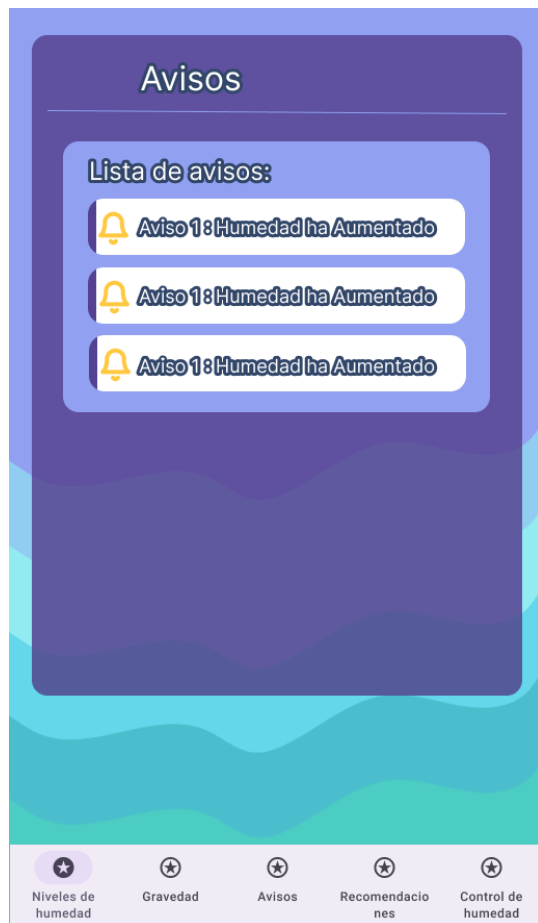 Avisos
Lista de avisos:
Aviso 1: Humedad ha Aumentado
Aviso 1: Humedad ha Aumentado
Aviso 1: Humedad ha Aumentado
Niveles de
humedad
Gravedad
Avisos
Recomendacio
nes
Control de
humedad